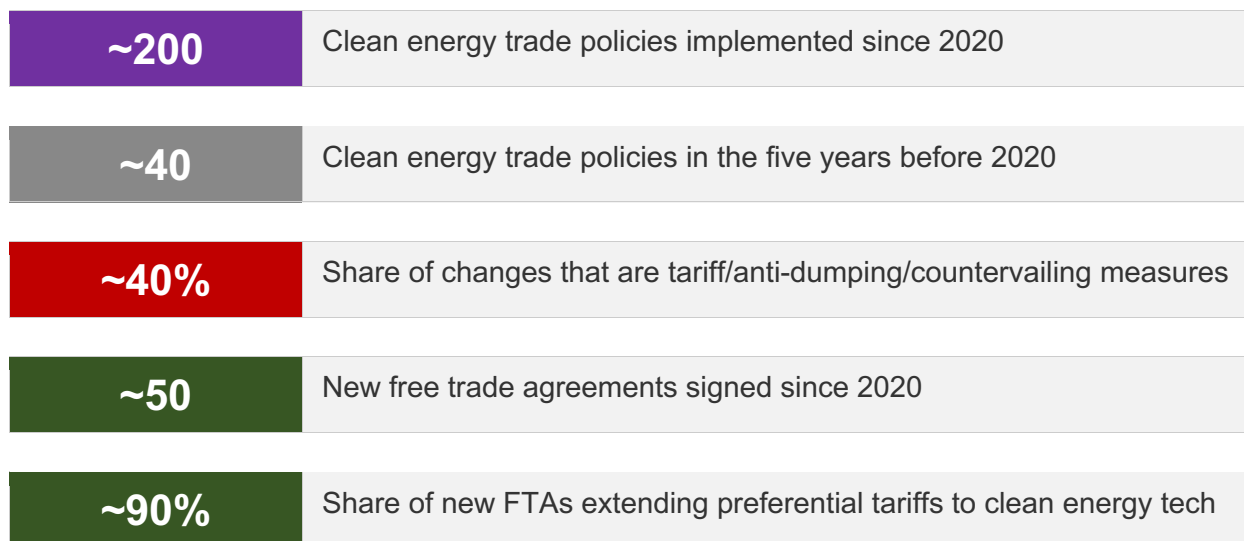 ~200 Clean energy trade policies implemented since 2020
~40 Clean energy trade policies in the five years before 2020
~40% Share of changes that are tariff/anti-dumping/countervailing measures
~50 New free trade agreements signed since 2020
~90% Share of new FTAs extending preferential tariffs to clean energy tech